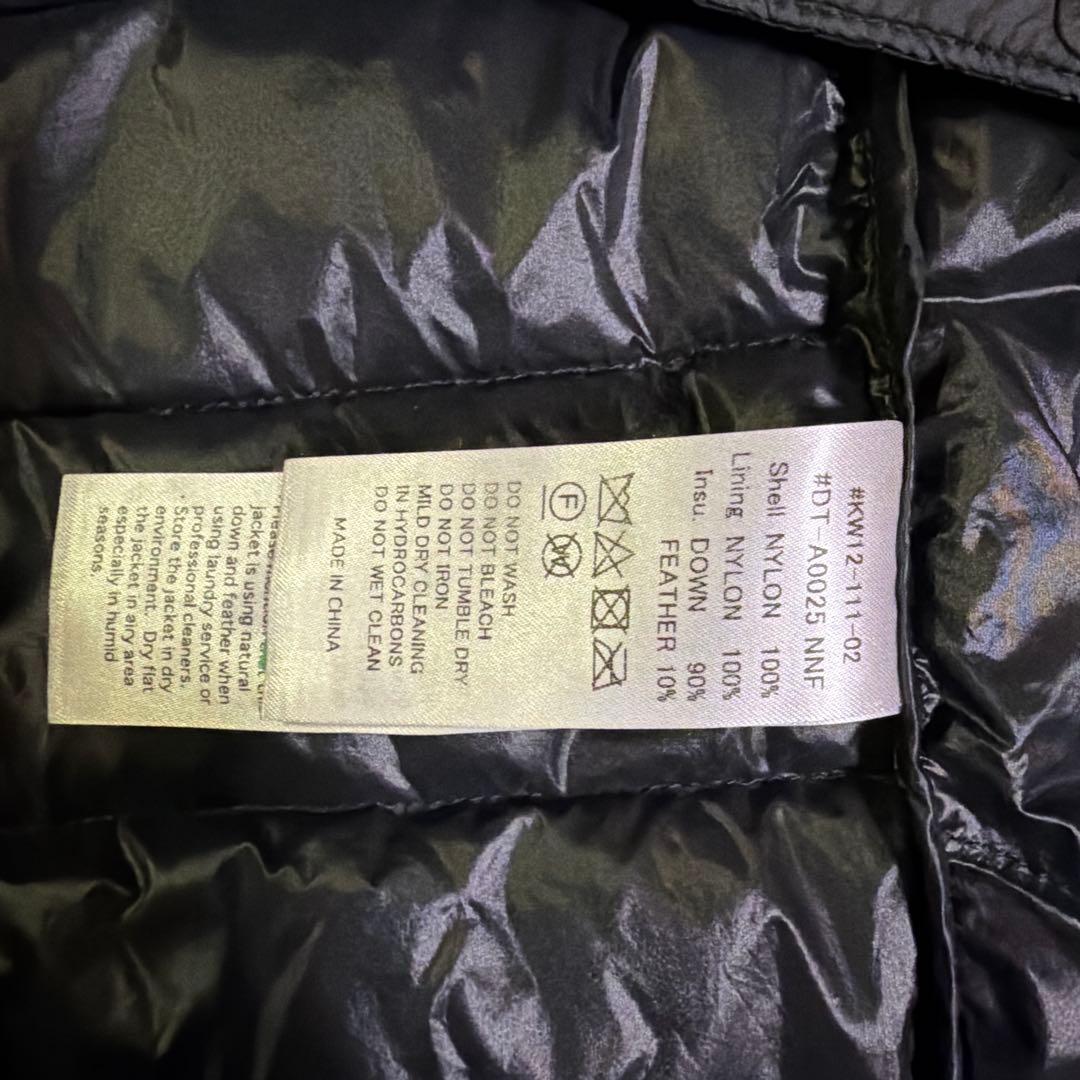 #KW12-111-02
#DT-A0025 NNF
Shell NYLON 100%
Lining NYLON 100%
Insu. DOWN 90%
FEATHER 10%
F
W
DO NOT WASH
DO NOT BLEACH
DO NOT TUMBLE DRY
DO NOT IRON
MILD DRY CLEANING
IN HYDROCARBONS
DO NOT WET CLEAN
MADE IN CHINA
jacket is using natural
down and feather when
using laundry service or
professional cleaners.
Store the jacket in dry
environment. Dry flat
the jacket in airy area
especially in humid
seasons.